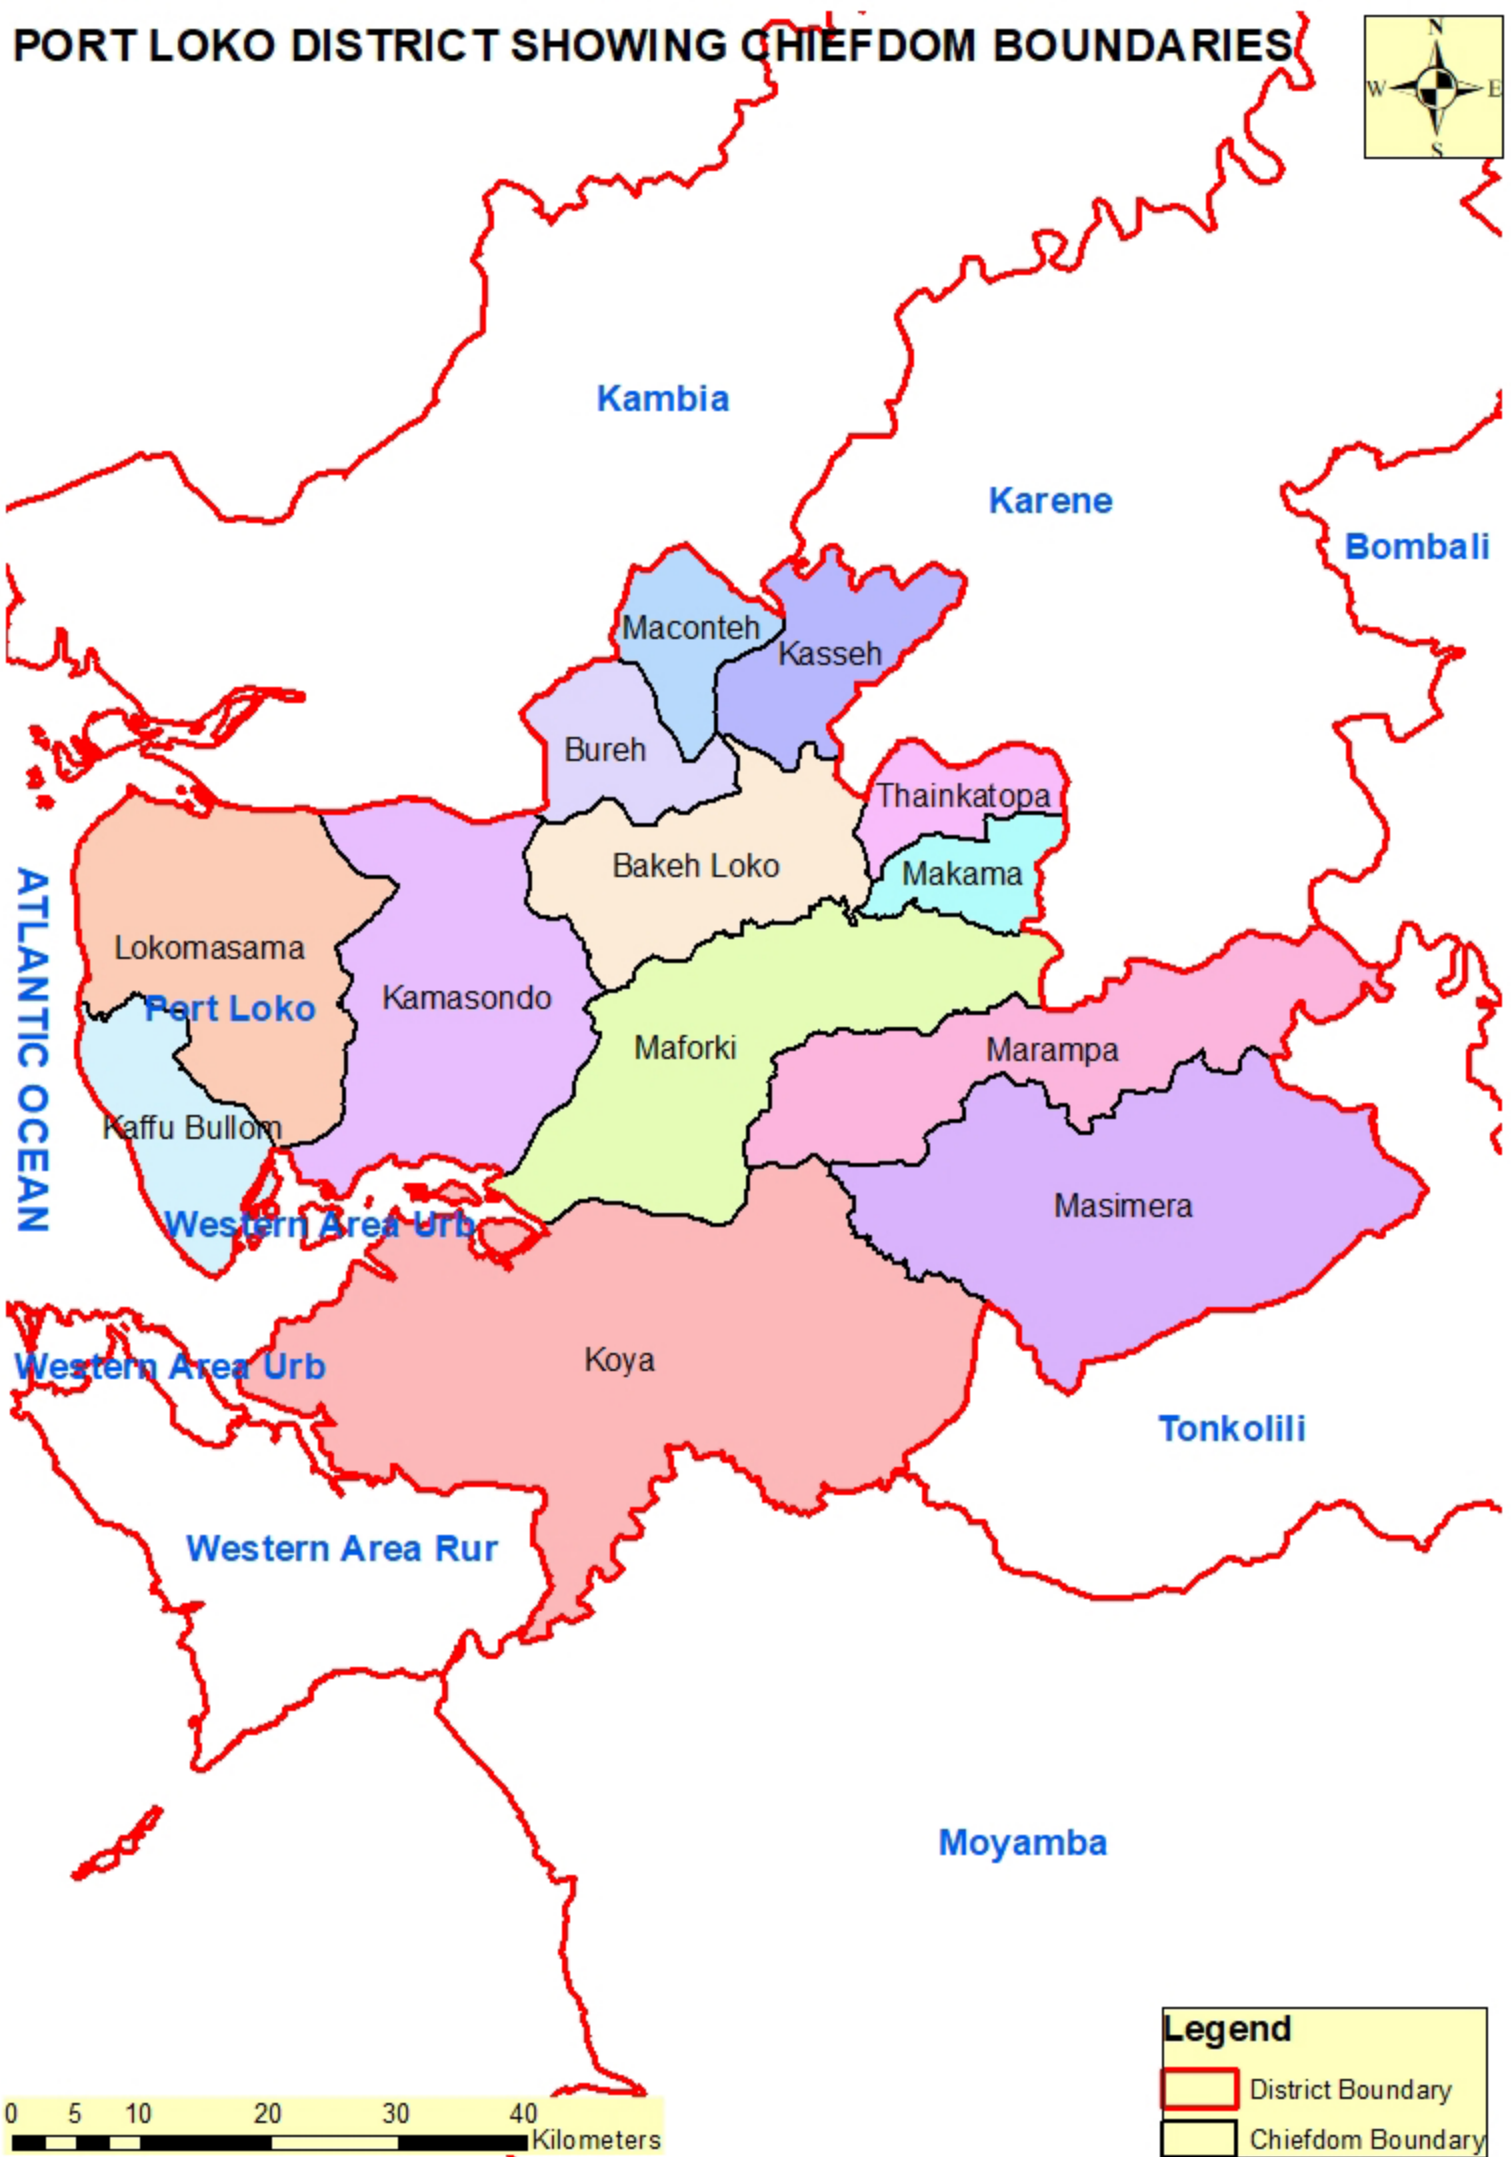 PORT LOKO DISTRICT SHOWING CHIEFDOM BOUNDARIES
N
W E
S
Kambia
Karene
Bombali
Maconteh
Kasseh
Bureh
Thainkatopa
Bakeh Loko
Makama
ATLANTIC OCEAN
Lokomasama
Port Loko
Kamasondo
Maforki
Marampa
Kaffu Bullom
Masimera
Western Area Urb
Koya
Western Area Urb
Tonkolili
Western Area Rur
Moyamba
Legend
District Boundary
Chiefdom Boundary
0 5 10 20 30 40
Kilometers